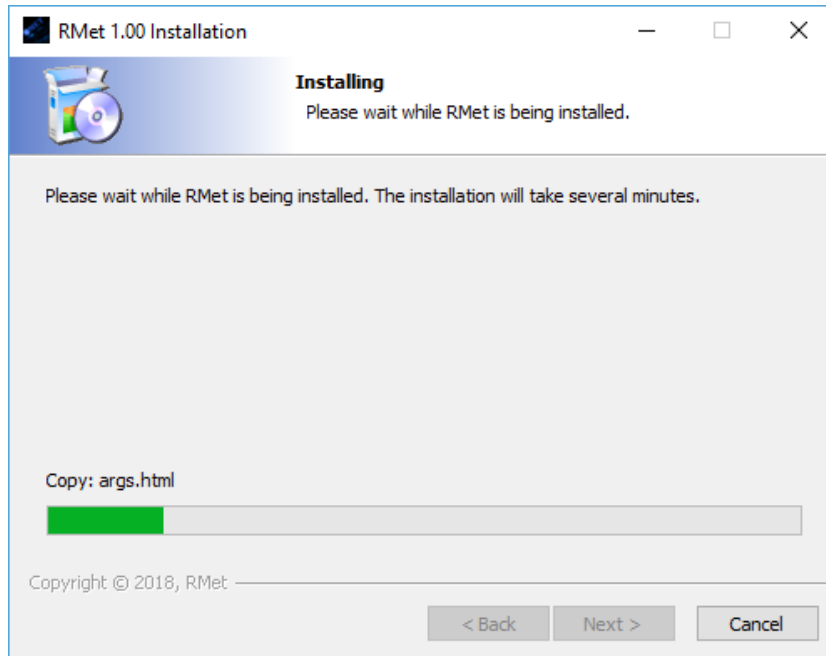 RMet 1.00 Installation
Installing
Please wait while RMet is being installed.
Please wait while RMet is being installed. The installation will take several minutes.
Copy: args.html
Copyright © 2018, RMet
< Back Next > Cancel